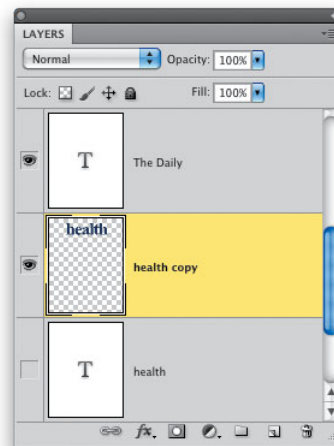 LAYERS
Normal Opacity: 100%
Lock: Fill: 100%
T The Daily
health
health copy
T health
fx